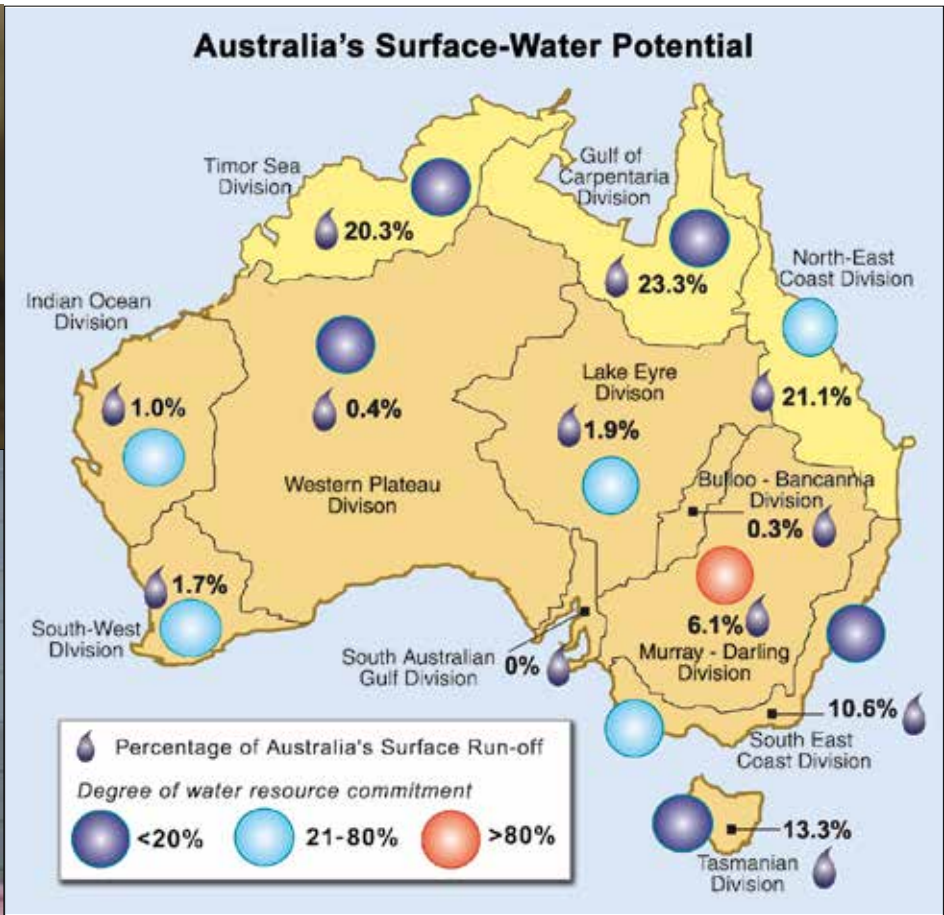 Australia's Surface-Water Potential
Timor Sea
Division
20.3%
Gulf of
Carpentaria
Division
23.3%
North-East
Coast Division
21.1%
Indian Ocean
Division
1.0%
0.4%
Western Plateau
Divison
Lake Eyre
Divison
1.9%
Bulloo - Bancannia
Division
0.3%
1.7%
South-West
Division
South Australian
Gulf Division
0%
6.1%
Murray - Darling
Division
10.6%
South East
Coast Division
13.3%
Tasmanian
Division
Percentage of Australia's Surface Run-off
Degree of water resource commitment
<20%
21-80%
>80%